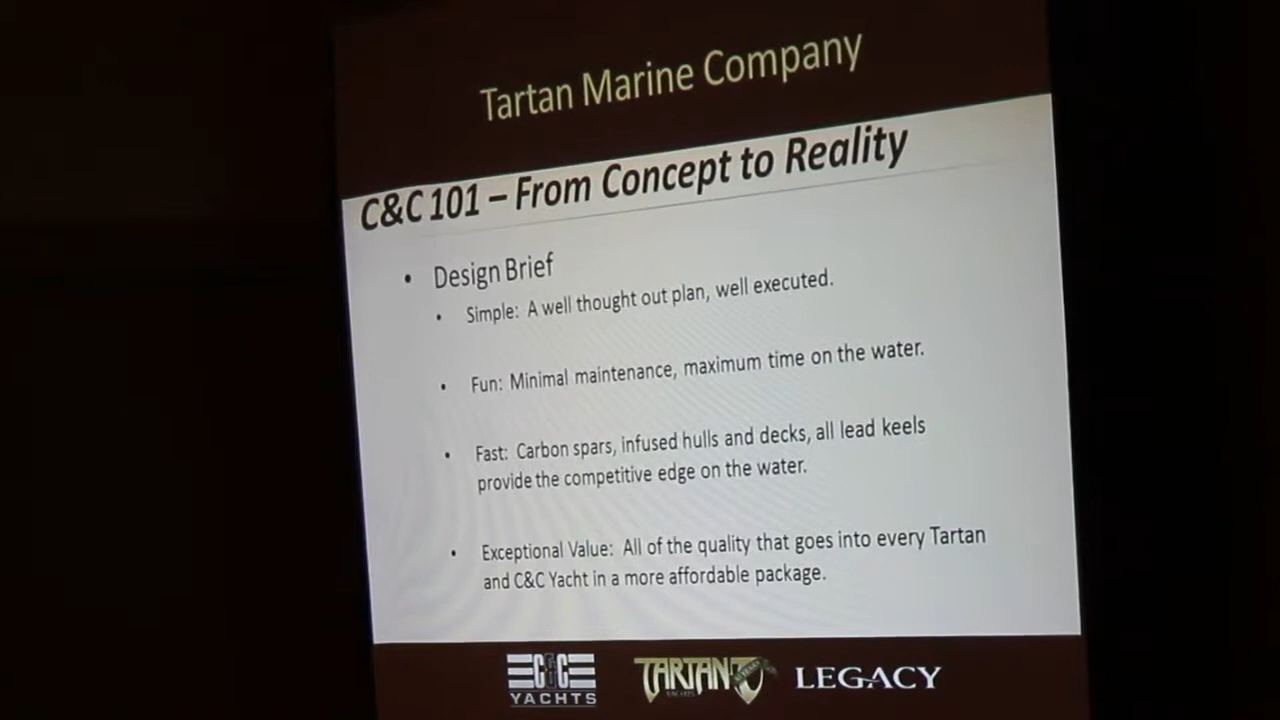 Tartan Marine Company
C&C 101 – From Concept to Reality
• Design Brief
• Simple: A well thought out plan, well executed.
• Fun: Minimal maintenance, maximum time on the water.
• Fast: Carbon spars, infused hulls and decks, all lead keels
provide the competitive edge on the water.
• Exceptional Value: All of the quality that goes into every Tartan
and C&C Yacht in a more affordable package.
C&C
YACHTS
TARTAN
YACHTS
LEGACY